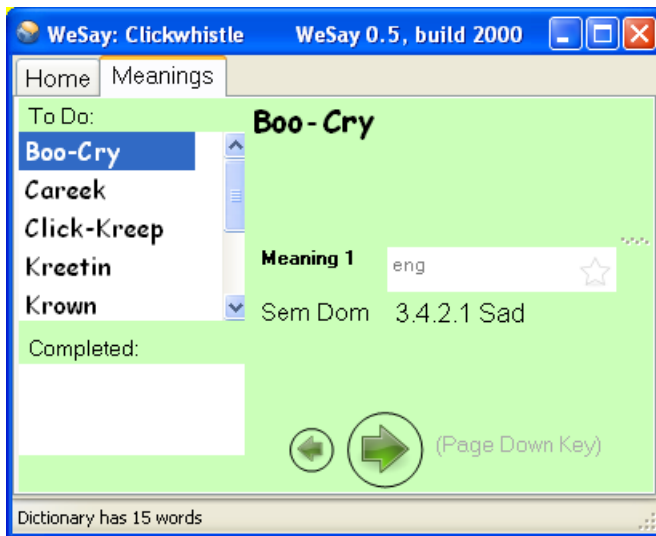 WeSay: Clickwhistle WeSay 0.5, build 2000
Home Meanings
To Do:
Boo-Cry
Careek
Click-Kreep
Kreetin
Krown
Completed:
Boo-Cry
Meaning 1 eng
Sem Dom 3.4.2.1 Sad
(Page Down Key)
Dictionary has 15 words